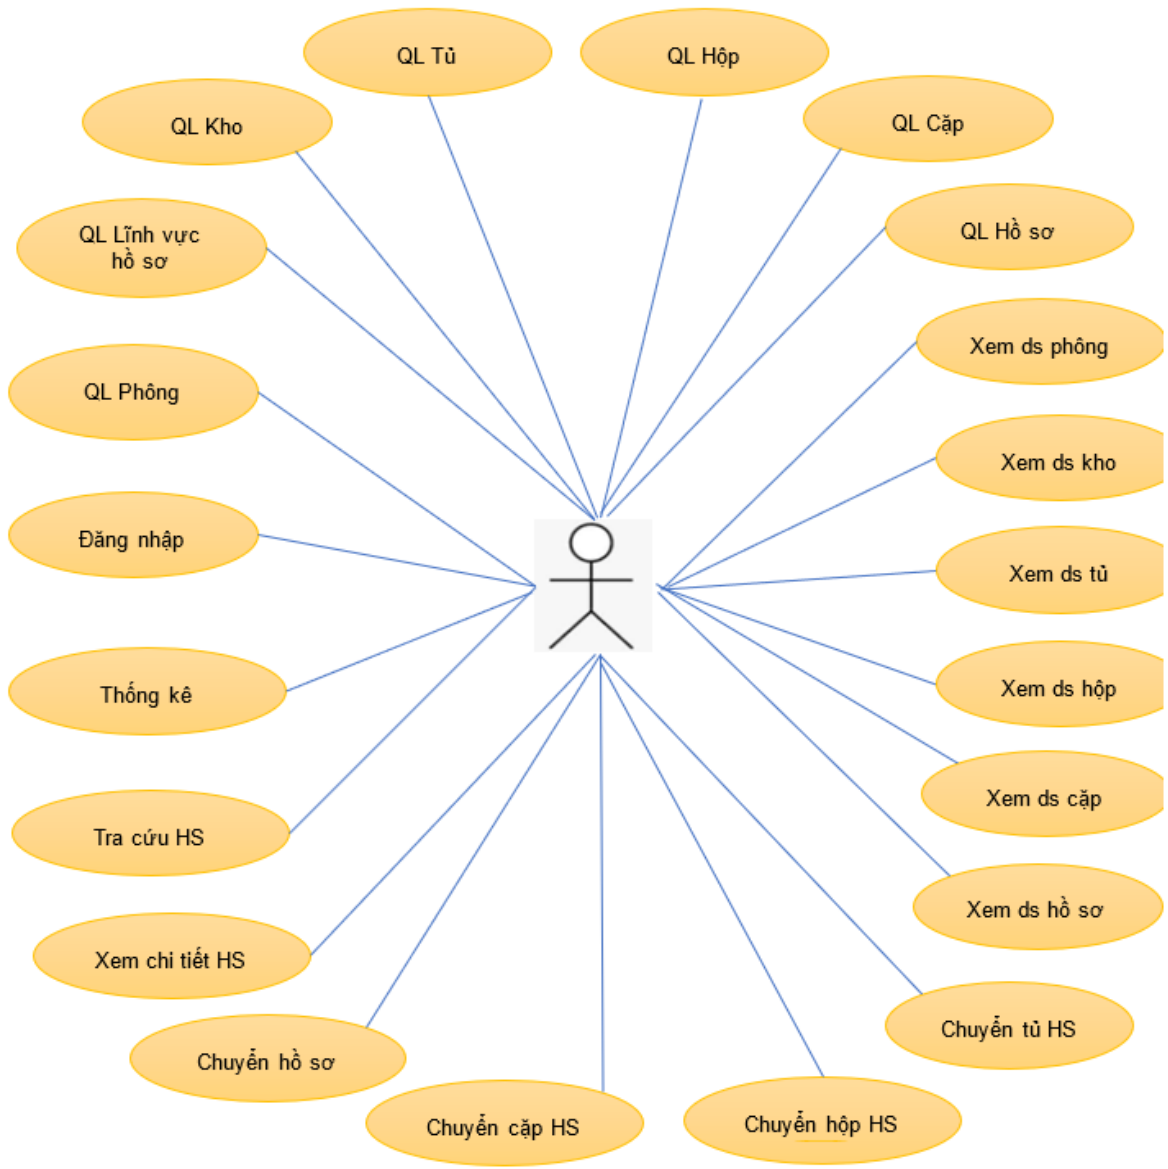 QL Tủ
QL Hộp
QL Kho
QL Cặp
QL Lĩnh vực
hồ sơ
QL Hồ sơ
Xem ds phông
QL Phông
Xem ds kho
Đăng nhập
Xem ds tủ
Thống kê
Xem ds hộp
Xem ds cặp
Tra cứu HS
Xem ds hồ sơ
Xem chi tiết HS
Chuyển tủ HS
Chuyển hồ sơ
Chuyển cặp HS
Chuyển hộp HS